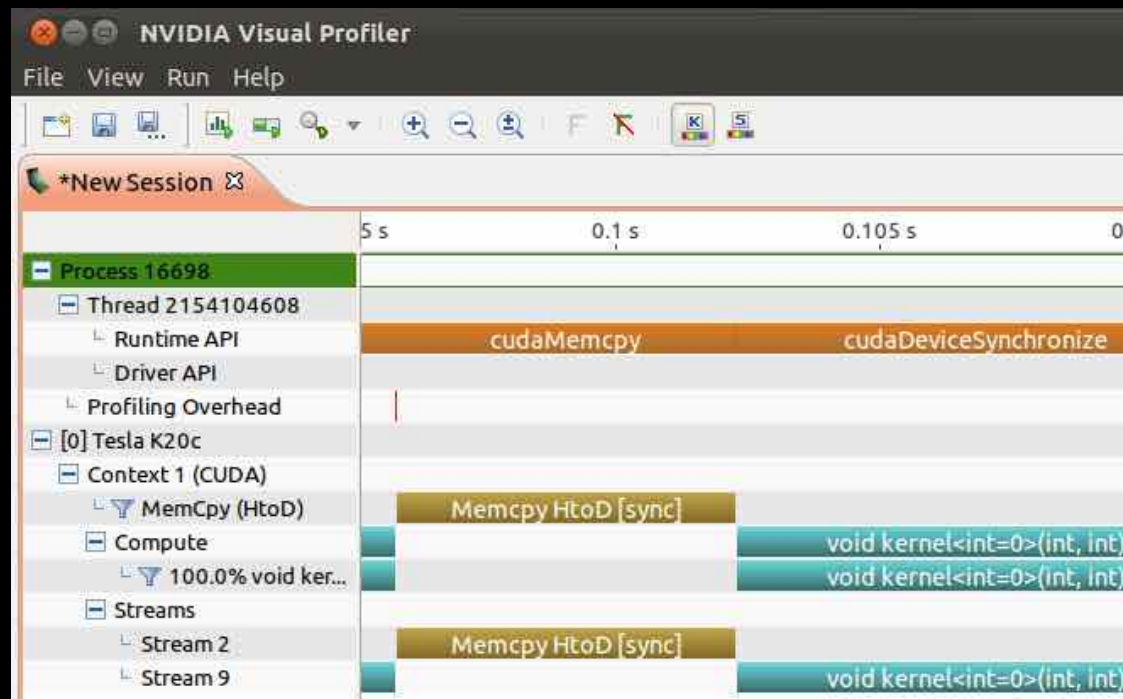 NVIDIA Visual Profiler
File View Run Help
*New Session
5 s 0.1 s 0.105 s 0
Process 16698
Thread 2154104608
Runtime API cudaMemcpy cudaDeviceSynchronize
Driver API
Profiling Overhead
[0] Tesla K20c
Context 1 (CUDA)
MemCpy (HtoD) Memcpy HtoD [sync]
Compute void kernel<int=0>(int, int)
100.0% void ker... void kernel<int=0>(int, int)
Streams
Stream 2 Memcpy HtoD [sync]
Stream 9 void kernel<int=0>(int, int)